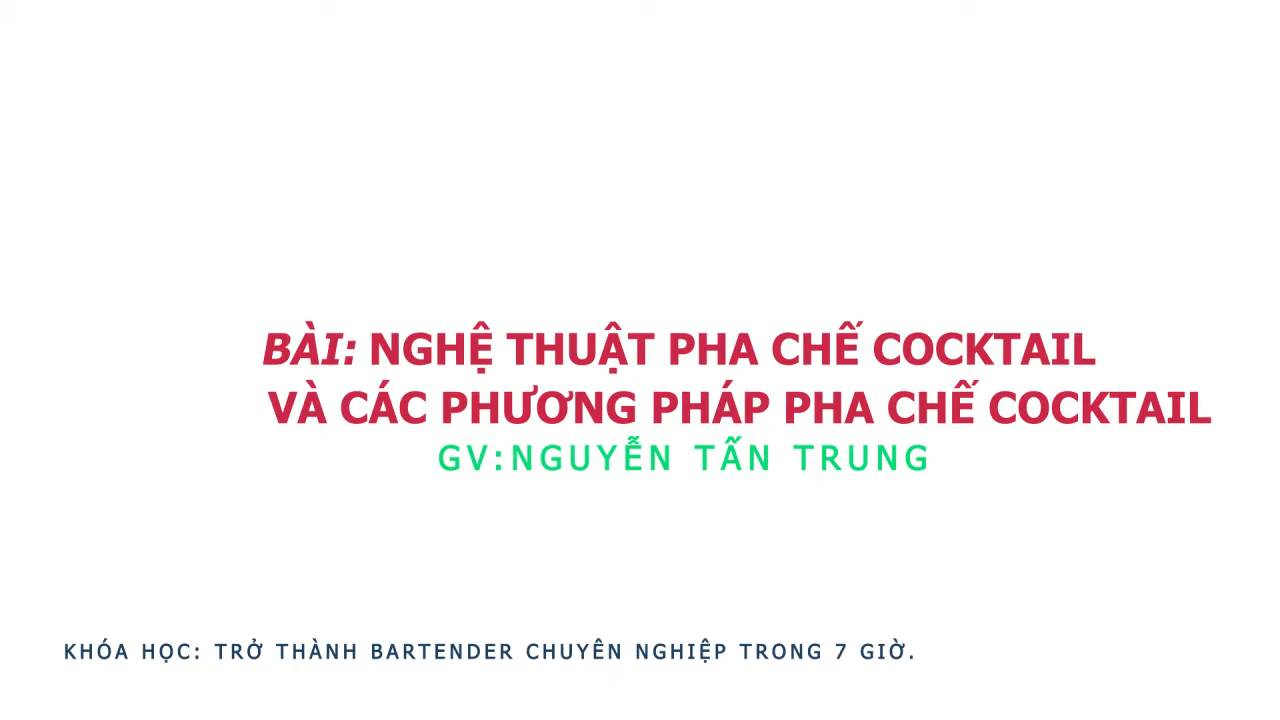 BÀI: NGHỆ THUẬT PHA CHẾ COCKTAIL
VÀ CÁC PHƯƠNG PHÁP PHA CHẾ COCKTAIL
GV:NGUYỄN TẤN TRUNG
KHÓA HỌC: TRỞ THÀNH BARTENDER CHUYÊN NGHIỆP TRONG 7 GIỜ.